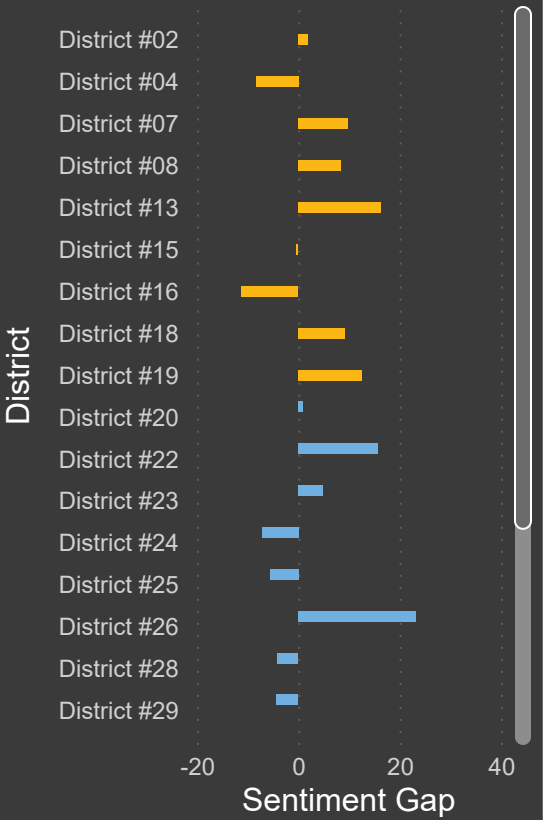 District #02
District #04
District #07
District #08
District #13
District #15
District #16
District #18
District #19
District #20
District #22
District #23
District #24
District #25
District #26
District #28
District #29
District
-20 0 20 40
Sentiment Gap